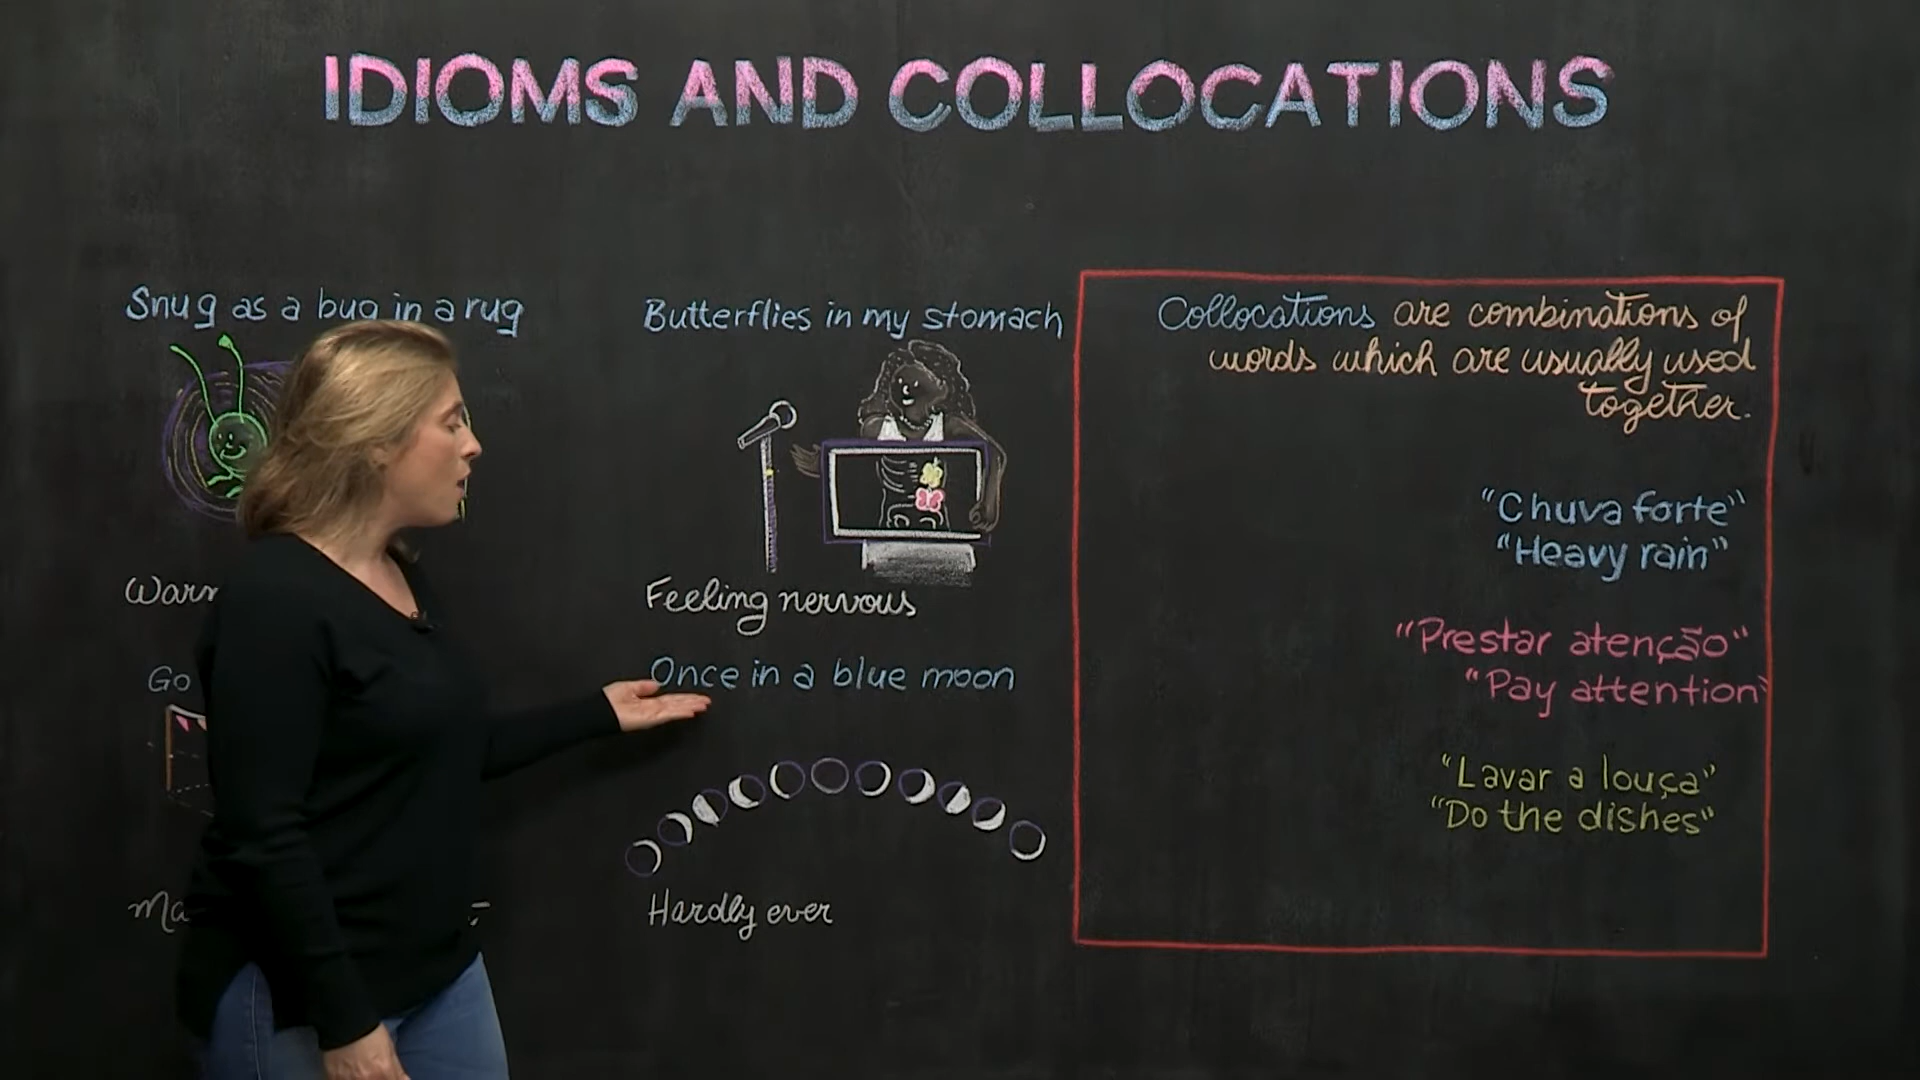 IDIOMS AND COLLOCATIONS
Snug as a bug in a rug
Go
Butterflies in my stomach
Feeling nervous
Once in a blue moon
Hardly ever
Collocations are combinations of
words which are usually used
together.
"Chuva forte"
"Heavy rain"
"Prestar atenção"
"Pay attention
"Lavar a louça"
"Do the dishes"